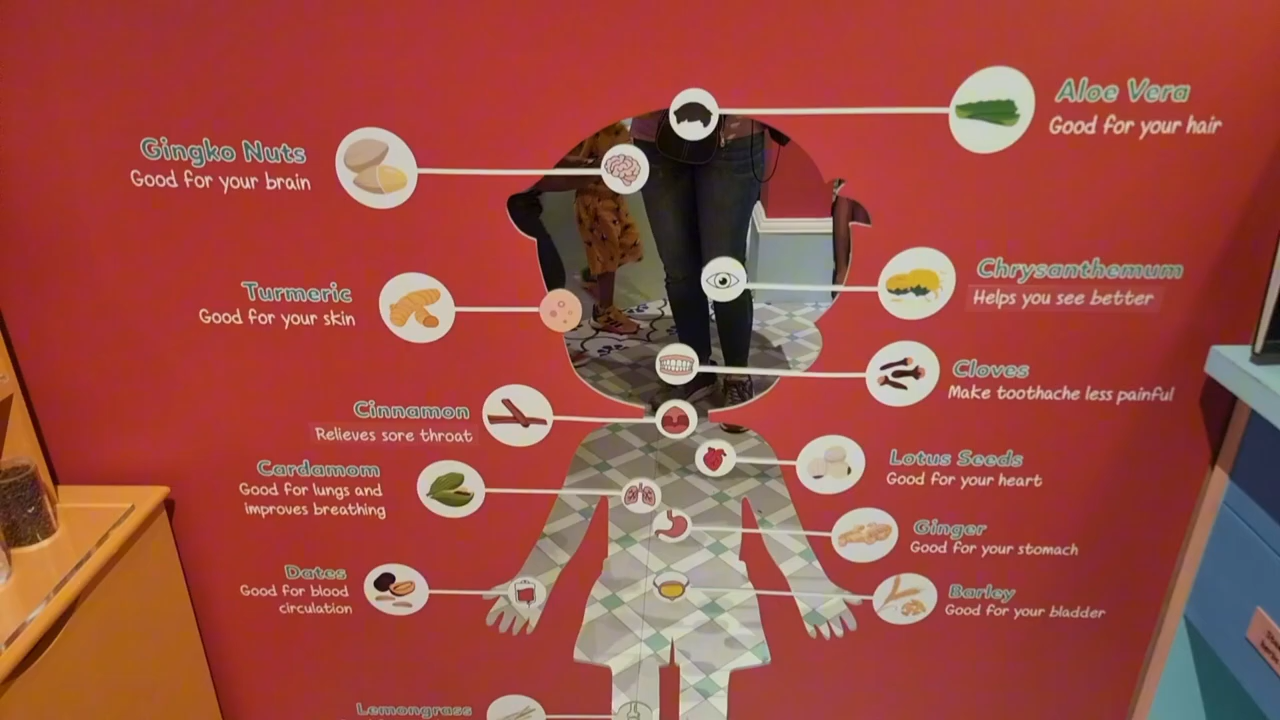 Aloe Vera
Good for your hair
Gingko Nuts
Good for your brain
Chrysanthemum
Helps you see better
Turmeric
Good for your skin
Cloves
Make toothache less painful
Cinnamon
Relieves sore throat
Lotus Seeds
Good for your heart
Cardamom
Good for lungs and
improves breathing
Ginger
Good for your stomach
Dates
Good for blood
circulation
Barley
Good for your bladder
Lemongrass